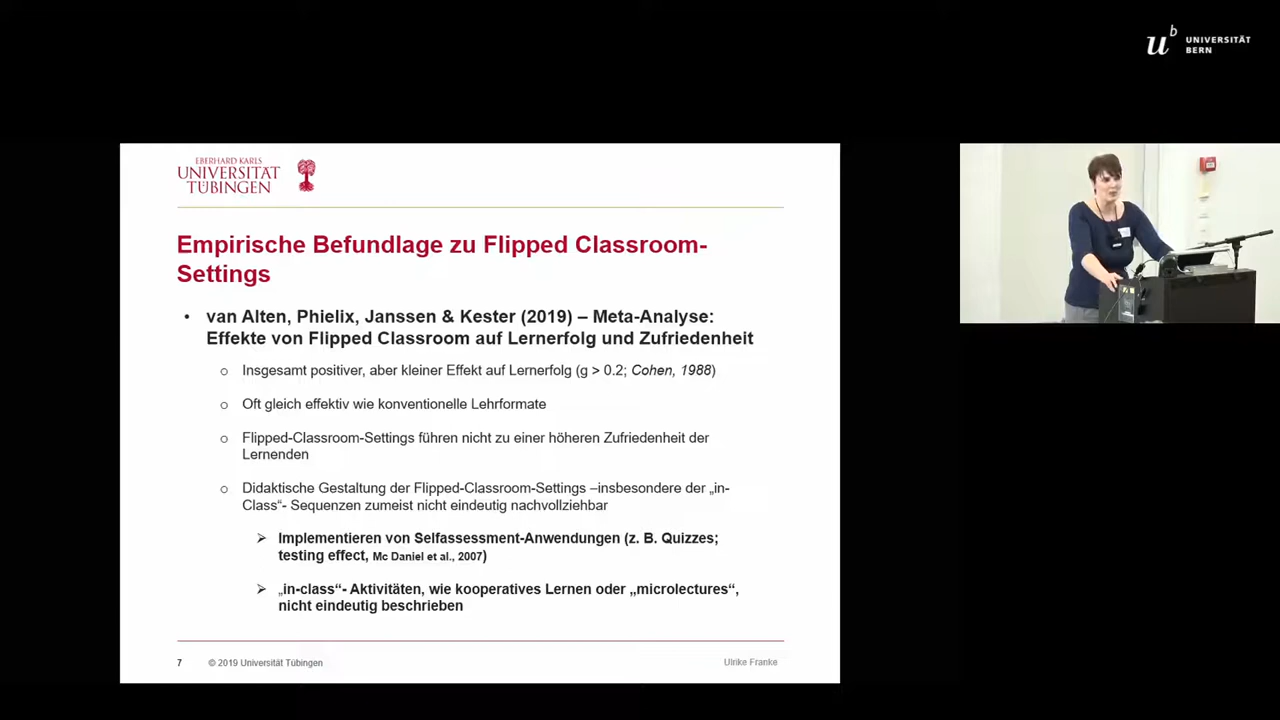 u b UNIVERSITÄT
BERN
EBERHARD KARLS
UNIVERSITÄT
TÜBINGEN
Empirische Befundlage zu Flipped Classroom-
Settings
• van Alten, Phielix, Janssen & Kester (2019) – Meta-Analyse:
Effekte von Flipped Classroom auf Lernerfolg und Zufriedenheit
o Insgesamt positiver, aber kleiner Effekt auf Lernerfolg (g > 0.2; Cohen, 1988)
o Oft gleich effektiv wie konventionelle Lehrformate
o Flipped-Classroom-Settings führen nicht zu einer höheren Zufriedenheit der
Lernenden
o Didaktische Gestaltung der Flipped-Classroom-Settings –insbesondere der „in-
Class“- Sequenzen zumeist nicht eindeutig nachvollziehbar
➢ Implementieren von Selfassessment-Anwendungen (z. B. Quizzes;
testing effect, Mc Daniel et al., 2007)
➢ „in-class“- Aktivitäten, wie kooperatives Lernen oder „microlectures“,
nicht eindeutig beschrieben
7 © 2019 Universität Tübingen Ulrike Franke